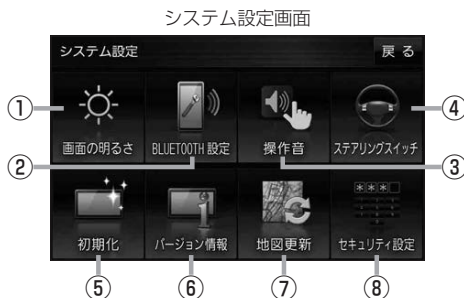 システム設定画面
システム設定
戻る
① ④
画面の明るさ BLUETOOTH 設定 操作音 ステアリングスイッチ
② ③
***
初期化 バージョン情報 地図更新 セキュリティ設定
⑤ ⑥ ⑦ ⑧